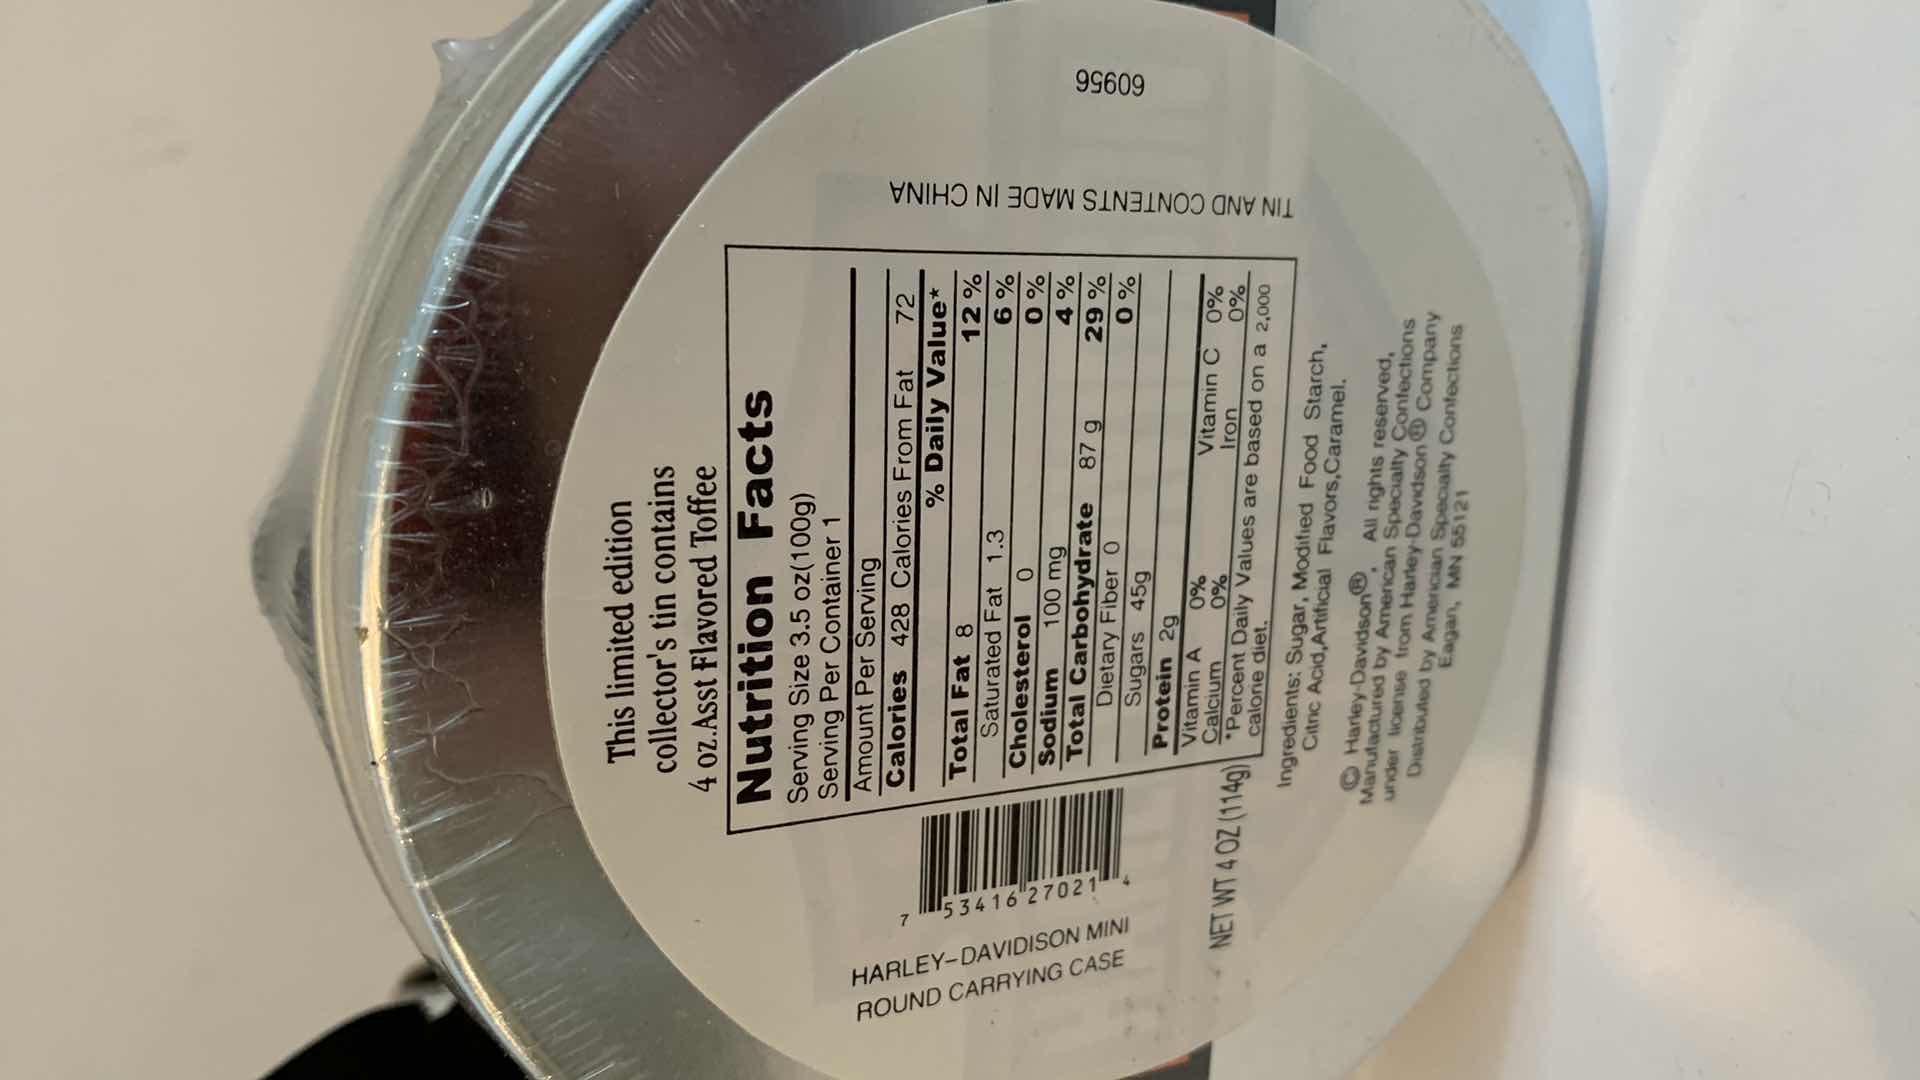 This limited edition
collector's tin contains
4 oz. Asst Flavored Toffee
Nutrition Facts
Serving Size 3.5 oz(100g)
Serving Per Container 1
Amount Per Serving
Calories 428 Calories From Fat 72
% Daily Value*
Total Fat 8 12 %
Saturated Fat 1.3 6 %
Cholesterol 0 0 %
Sodium 100 mg 4 %
Total Carbohydrate 87 g 29 %
Dietary Fiber 0 0 %
Sugars 45g
Protein 2g
Vitamin A 0% Vitamin C 0%
Calcium 0% Iron 0%
*Percent Daily Values are based on a 2,000
calorie diet.
Ingredients: Sugar, Modified Food Starch,
Citric Acid,Artificial Flavors,Caramel.
© Harley-Davidson®, All rights reserved,
Manufactured by American Specialty Confections
under license from Harley-Davidson® Company
Distributed by Amercian Specialty Confections
Eagan, MN 55121
7 53416 27021 4
HARLEY-DAVIDISON MINI
ROUND CARRYING CASE
NET WT 4 OZ (114g)
TIN AND CONTENTS MADE IN CHINA
60956